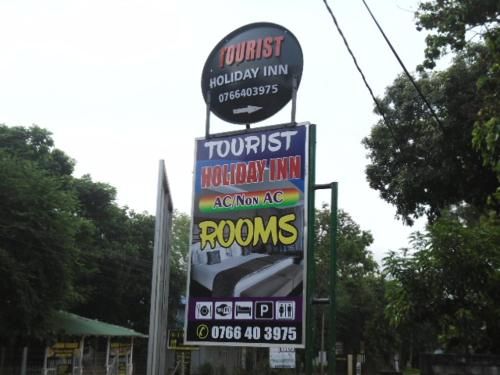 TOURIST
HOLIDAY INN
0766403975
TOURIST
HOLIDAY INN
AC/Non AC
ROOMS
P
0766 40 3975